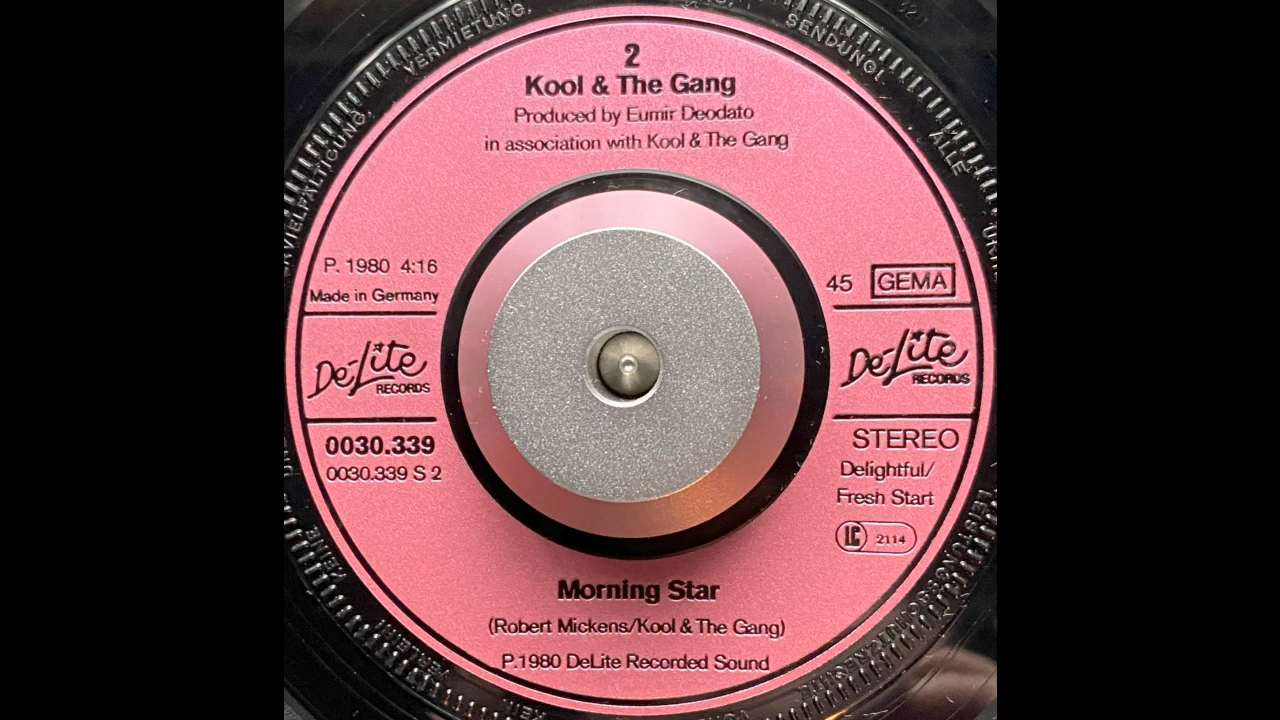 2
Kool & The Gang
Produced by Eumir Deodato
in association with Kool & The Gang
P. 1980 4:16
Made in Germany
45 GEMA
De-Lite
RECORDS
De-Lite
RECORDS
0030.339
0030.339 S 2
STEREO
Delightful/
Fresh Start
LC 2114
Morning Star
(Robert Mickens/Kool & The Gang)
P.1980 DeLite Recorded Sound
VERMIETUNG,
SENDUNG!
ALLE